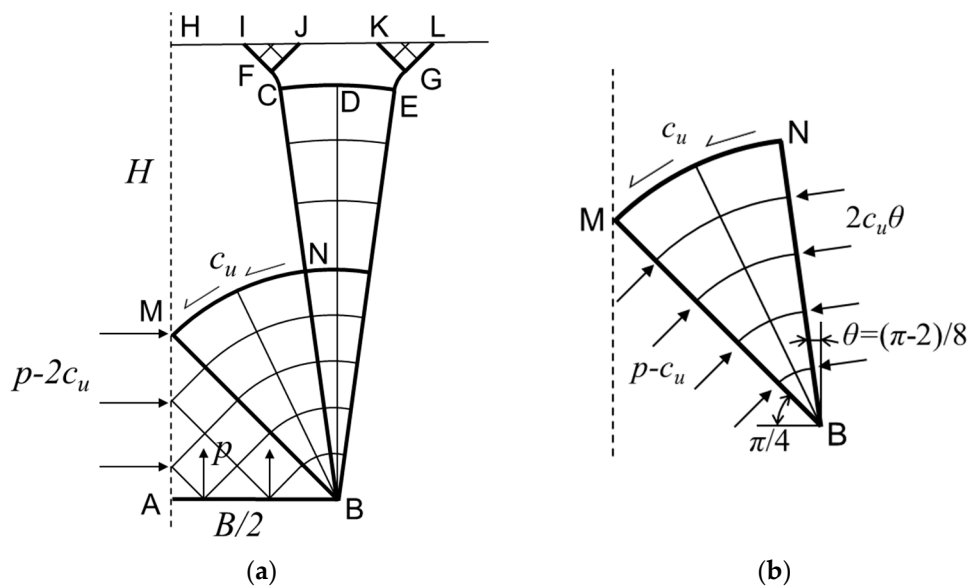 H I J K L
F G
C D E
H
N
c_u
M
p-2c_u
p
A B
B/2
(a)
c_u
N
M
2c_uθ
θ=(π-2)/8
p-c_u
π/4
B
(b)